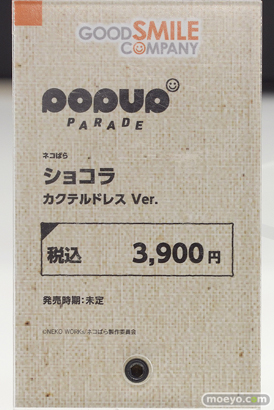 GOODSMILE
COMPANY
POPUP
PARADE
ネコぱら
ショコラ
カクテルドレス Ver.
税込 3,900円
発売時期：未定
©NEKO WORKs/ネコぱら製作委員会
moeyo.com